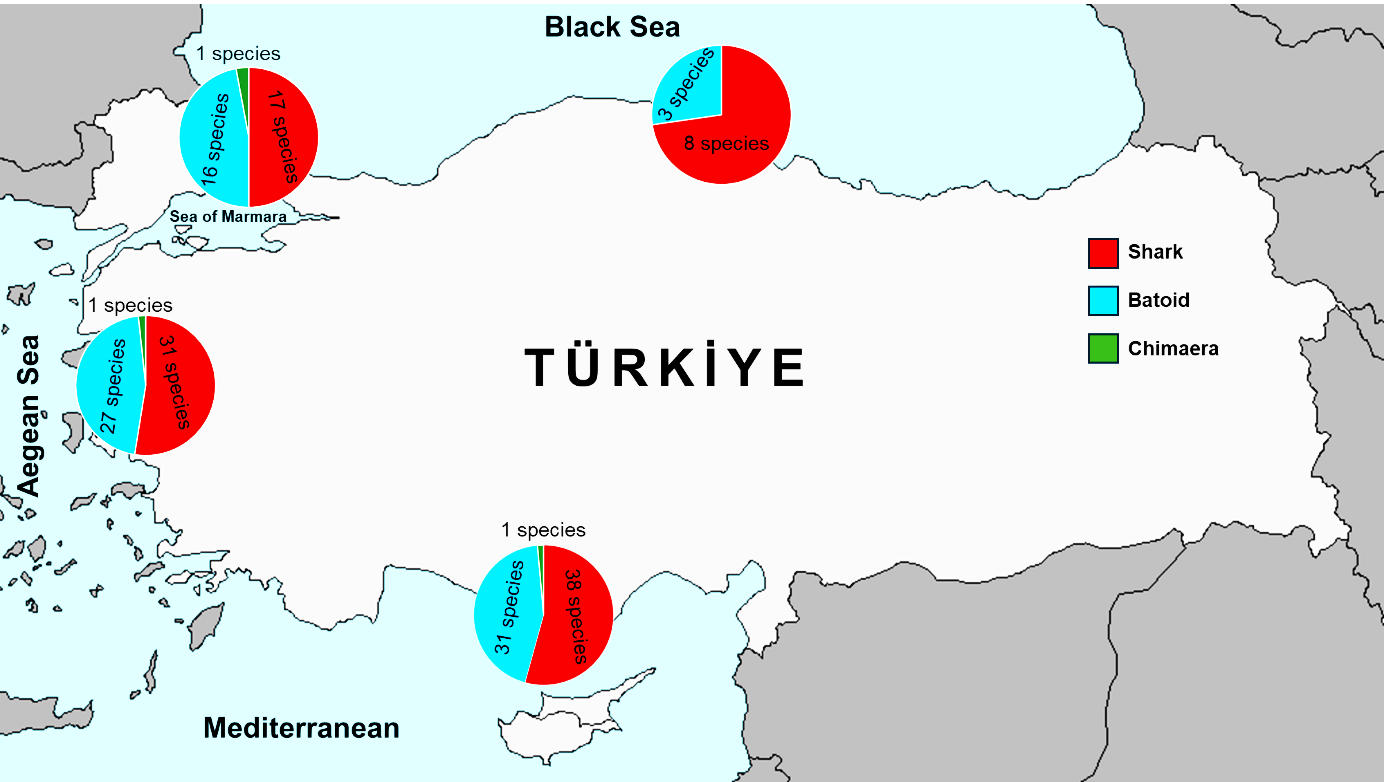 Black Sea
1 species
17 species
16 species
3 species
8 species
Sea of Marmara
Shark
Batoid
Chimaera
1 species
31 species
27 species
Aegean Sea
TÜRKİYE
1 species
38 species
31 species
Mediterranean